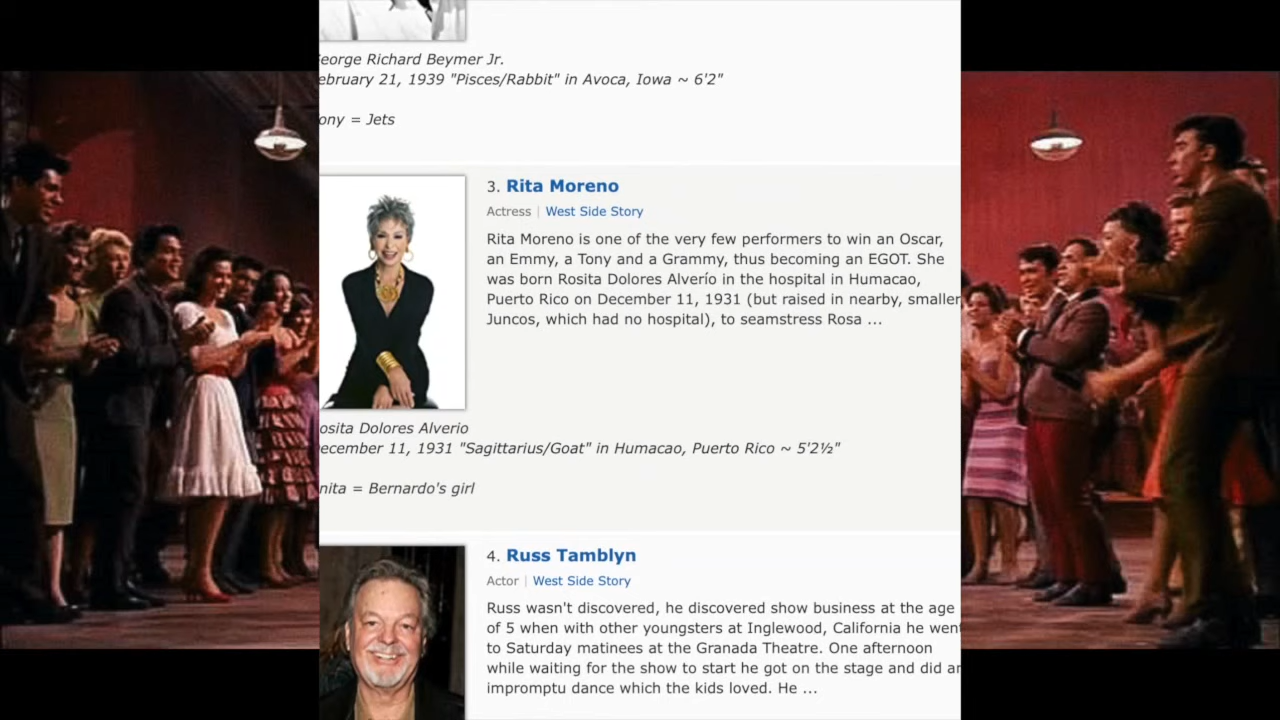 eorge Richard Beymer Jr.
ebruary 21, 1939 "Pisces/Rabbit" in Avoca, Iowa ~ 6'2"
ony = Jets
3. Rita Moreno
Actress | West Side Story
Rita Moreno is one of the very few performers to win an Oscar,
an Emmy, a Tony and a Grammy, thus becoming an EGOT. She
was born Rosita Dolores Alverío in the hospital in Humacao,
Puerto Rico on December 11, 1931 (but raised in nearby, smaller
Juncos, which had no hospital), to seamstress Rosa ...
osita Dolores Alverio
ecember 11, 1931 "Sagittarius/Goat" in Humacao, Puerto Rico ~ 5'2½"
nita = Bernardo's girl
4. Russ Tamblyn
Actor | West Side Story
Russ wasn't discovered, he discovered show business at the age
of 5 when with other youngsters at Inglewood, California he went
to Saturday matinees at the Granada Theatre. One afternoon
while waiting for the show to start he got on the stage and did an
impromptu dance which the kids loved. He ...